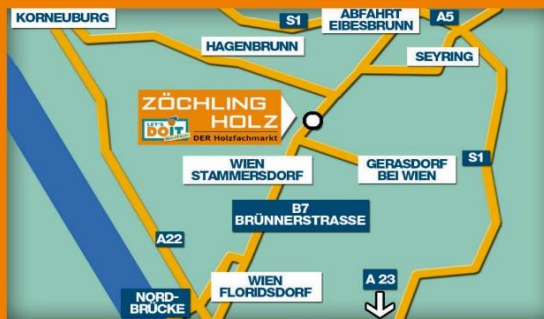 KORNEUBURG
S1
ABFAHRT
EIBESBRUNN
A5
HAGENBRUNN
SEYRING
ZÖCHLING
HOLZ
LET'S
DOIT
DER Holzfachmarkt
WIEN
STAMMERSDORF
GERASDORF
BEI WIEN
S1
B7
BRÜNNERSTRASSE
A22
WIEN
FLORIDSDORF
A 23
NORD-
BRÜCKE